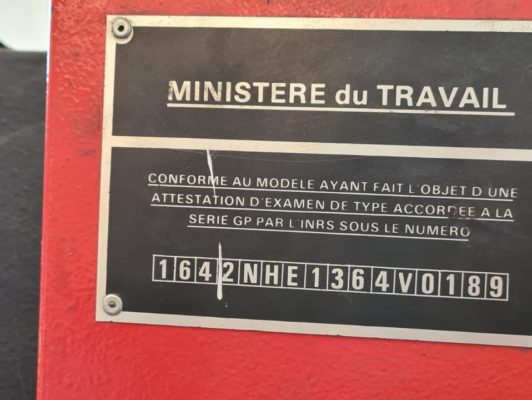 MINISTERE du TRAVAIL
CONFORME AU MODELE AYANT FAIT L'OBJET D'UNE
ATTESTATION D'EXAMEN DE TYPE ACCORDEE A LA
SERIE GP PAR L'INRS SOUS LE NUMERO
1642NHE1364V0189